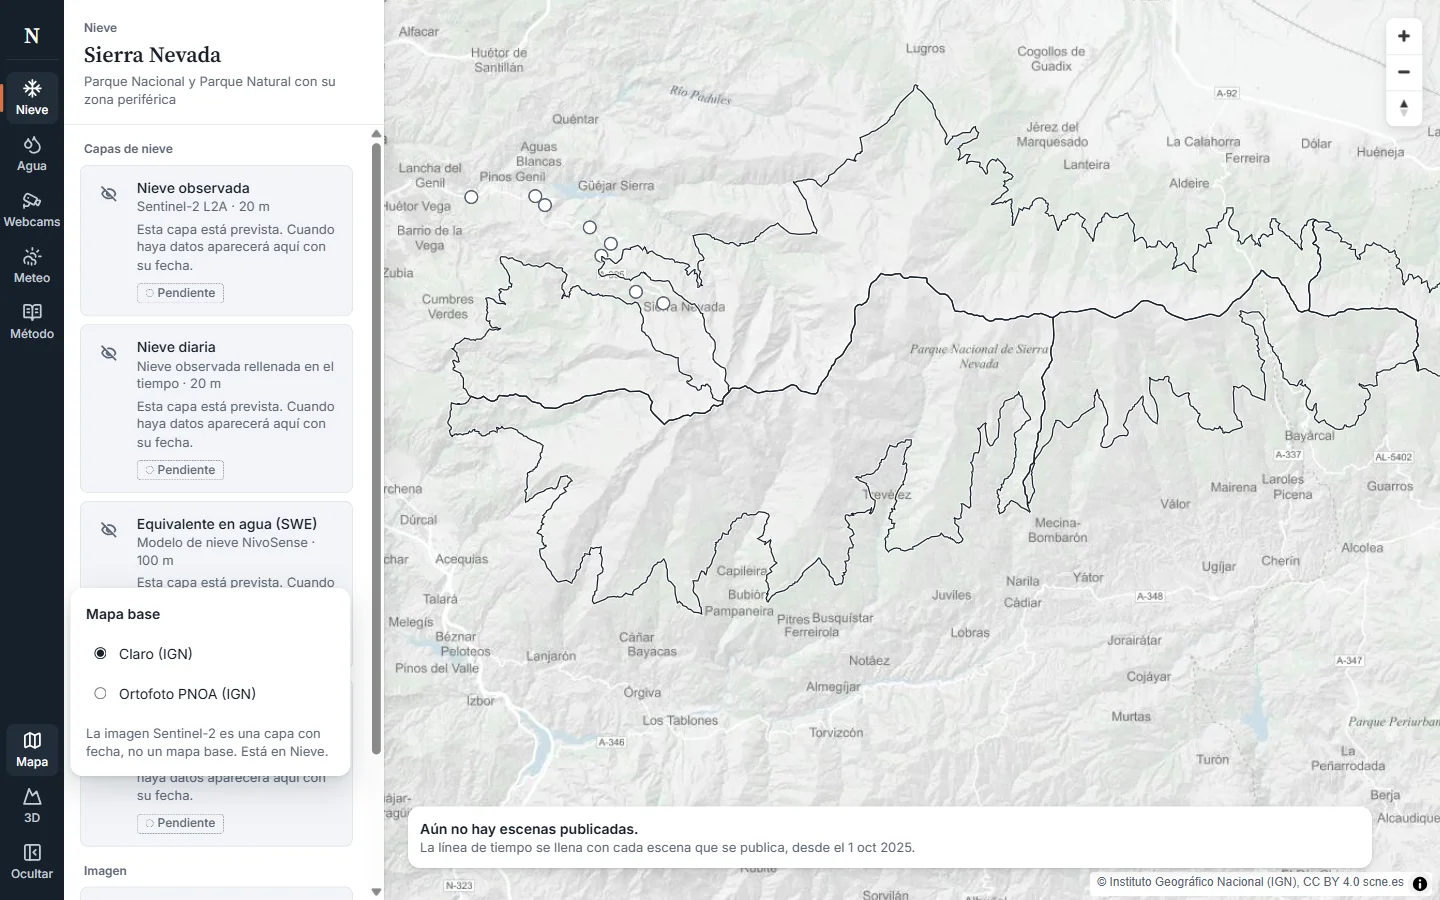 N
Nieve
Agua
Webcams
Meteo
Método
Mapa
3D
Ocultar
Nieve
Sierra Nevada
Parque Nacional y Parque Natural con su
zona periférica
Capas de nieve
Nieve observada
Sentinel-2 L2A · 20 m
Esta capa está prevista. Cuando
haya datos aparecerá aquí con
su fecha.
Pendiente
Nieve diaria
Nieve observada rellenada en el
tiempo · 20 m
Esta capa está prevista. Cuando
haya datos aparecerá aquí con
su fecha.
Pendiente
Equivalente en agua (SWE)
Modelo de nieve NivoSense ·
100 m
Esta capa está prevista. Cuando
Mapa base
Claro (IGN)
Ortofoto PNOA (IGN)
La imagen Sentinel-2 es una capa con
fecha, no un mapa base. Está en Nieve.
haya datos aparecerá aquí con
su fecha.
Pendiente
Imagen
Alfacar
Huétor de
Santillán
Lugros
Cogollos de
Guadix
Río Padiles
A-92
Quéntar
Jérez del
Marquesado
La Calahorra
Dólar
Huéneja
Ferreira
Lanteira
Aldeire
Aguas
Blancas
Lancha del
Genil
Pinos Genil
Güéjar Sierra
Huétor Vega
Barrio de la
Vega
Zubia
Cumbres
Verdes
Sierra Nevada
Parque Nacional de Sierra
Nevada
Bayárcal
A-337
AL-5402
Laroles
Picena
Mairena
Guarros
Trevélez
Válor
Dúrcal
Mecina-
Bombarón
Acequias
Alcolea
Cherín
Ugíjar
Capileira
Bubión
Pampaneira
Pitres
Busquístar
Ferreirola
Juviles
Narila
Yátor
Cádiar
A-348
Talará
Melegís
Béznar
Peloteos
Pinos del Valle
Lanjarón
Cáñar
Bayacas
Lobras
Jorairátar
Notáez
A-347
Cojáyar
Almegíjar
Izbor
Órgiva
Los Tablones
Torvizcón
Murtas
A-346
Turón
La
Peñarrodada
Berja
Alcaudique
Aún no hay escenas publicadas.
La línea de tiempo se llena con cada escena que se publica, desde el 1 oct 2025.
N-323
Sorvilán
© Instituto Geográfico Nacional (IGN), CC BY 4.0 scne.es